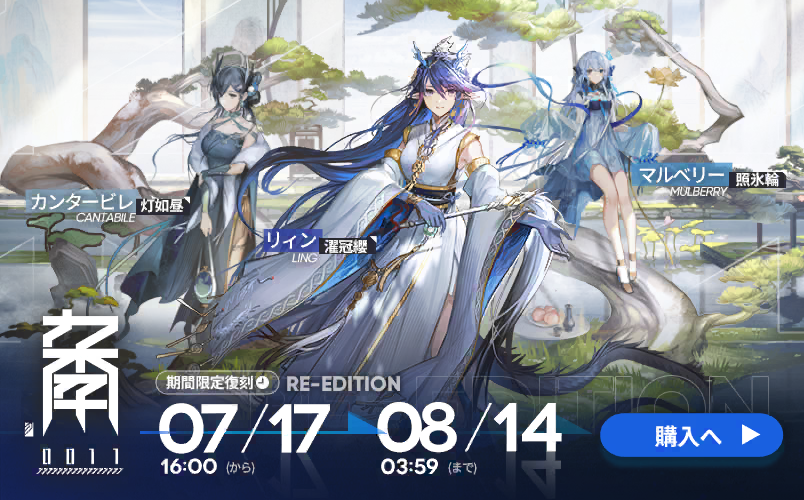 マルベリー 照氷輪
MULBERRY
カンタービレ 灯如昼
CANTABILE
リィン 濯冠纓
LING
0011
期間限定復刻 RE-EDITION
07/17 08/14
16:00 (から) 03:59 (まで)
購入へ